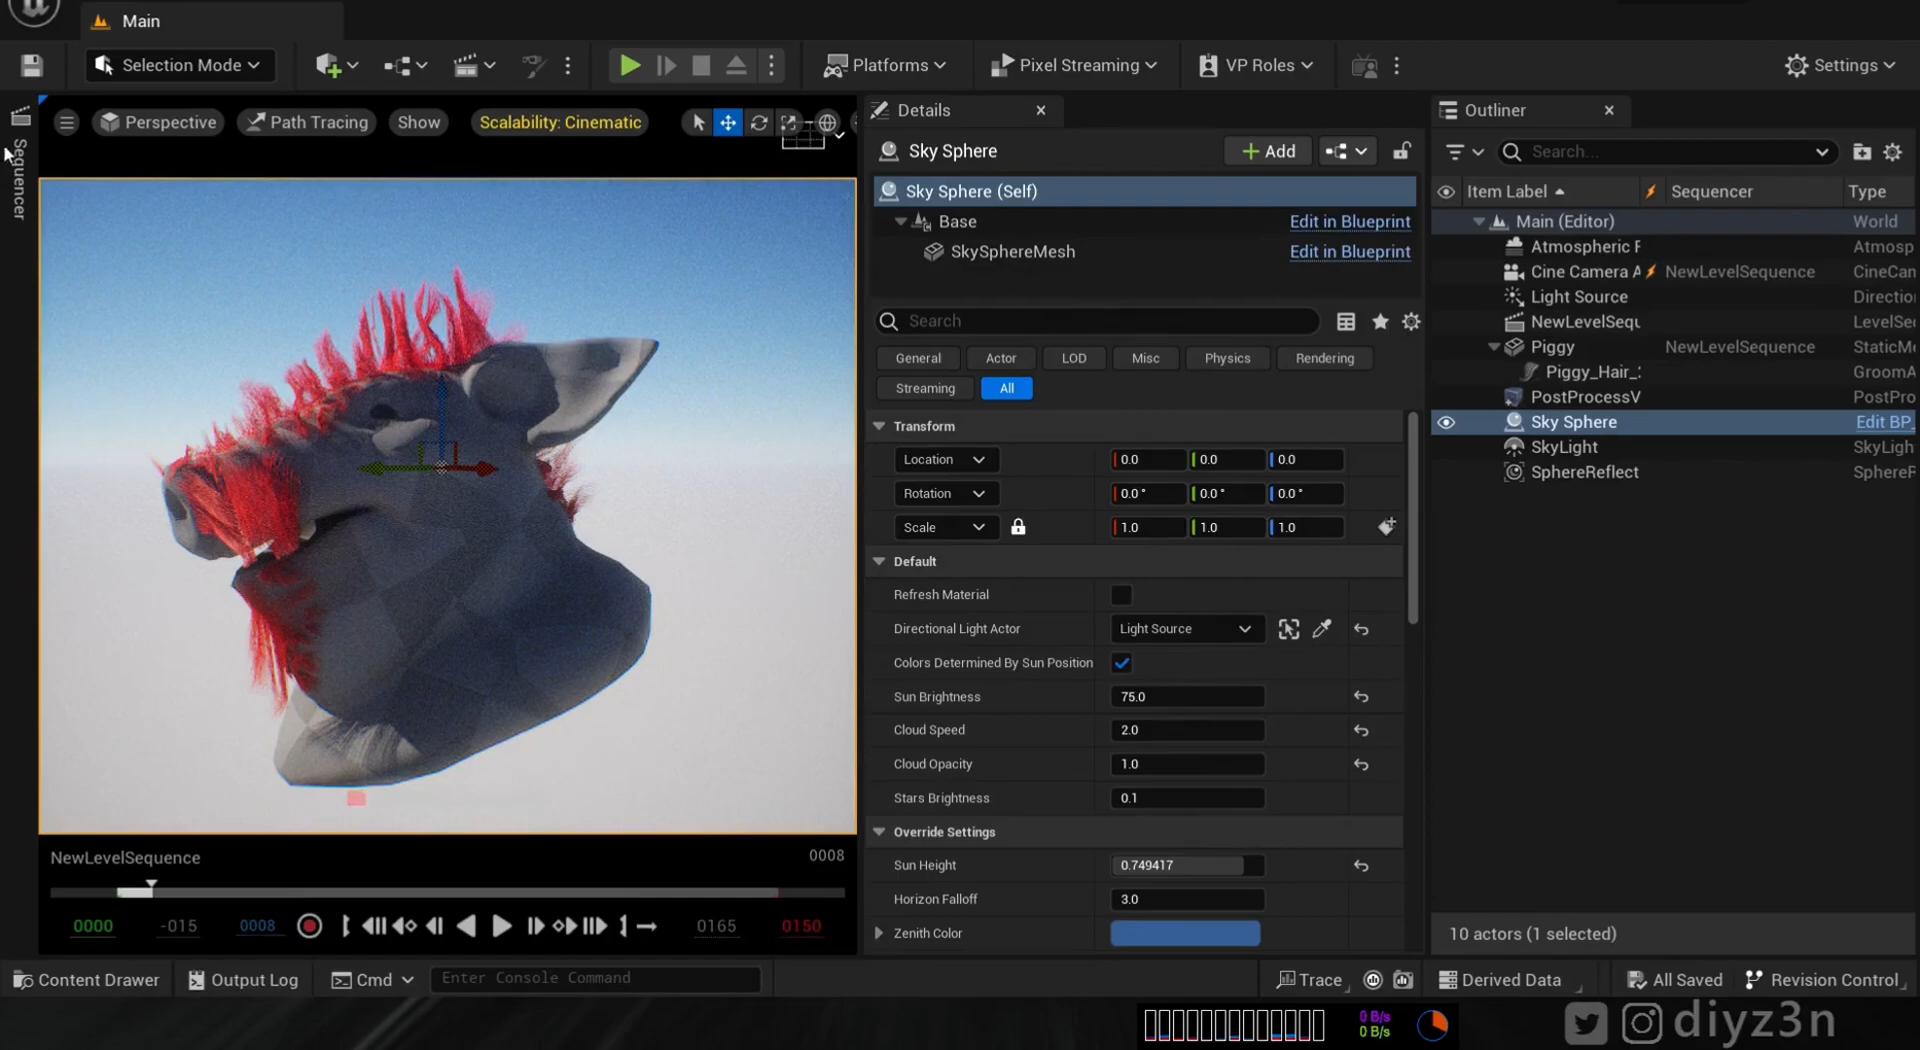 Main
Selection Mode
Platforms
Pixel Streaming
VP Roles
Settings
Sequencer
Perspective
Path Tracing
Show
Scalability: Cinematic
NewLevelSequence
0008
0000
-015
0008
0165
0150
Details
Sky Sphere
Add
Sky Sphere (Self)
Base
Edit in Blueprint
SkySphereMesh
Edit in Blueprint
Search
General
Actor
LOD
Misc
Physics
Rendering
Streaming
All
Transform
Location
0.0
0.0
0.0
Rotation
0.0°
0.0°
0.0°
Scale
1.0
1.0
1.0
Default
Refresh Material
Directional Light Actor
Light Source
Colors Determined By Sun Position
Sun Brightness
75.0
Cloud Speed
2.0
Cloud Opacity
1.0
Stars Brightness
0.1
Override Settings
Sun Height
0.749417
Horizon Falloff
3.0
Zenith Color
Outliner
Search...
Item Label
Sequencer
Type
Main (Editor)
World
Atmospheric F
Atmosp
Cine Camera A
NewLevelSequence
CineCan
Light Source
Directio
NewLevelSequ
LevelSe
Piggy
NewLevelSequence
StaticMe
Piggy_Hair_:
GroomA
PostProcessV
PostPro
Sky Sphere
Edit BP_
SkyLight
SkyLigh
SphereReflect
SphereF
10 actors (1 selected)
Content Drawer
Output Log
Cmd
Enter Console Command
Trace
Derived Data
All Saved
Revision Control
0 B/s
0 B/s
diyz3n